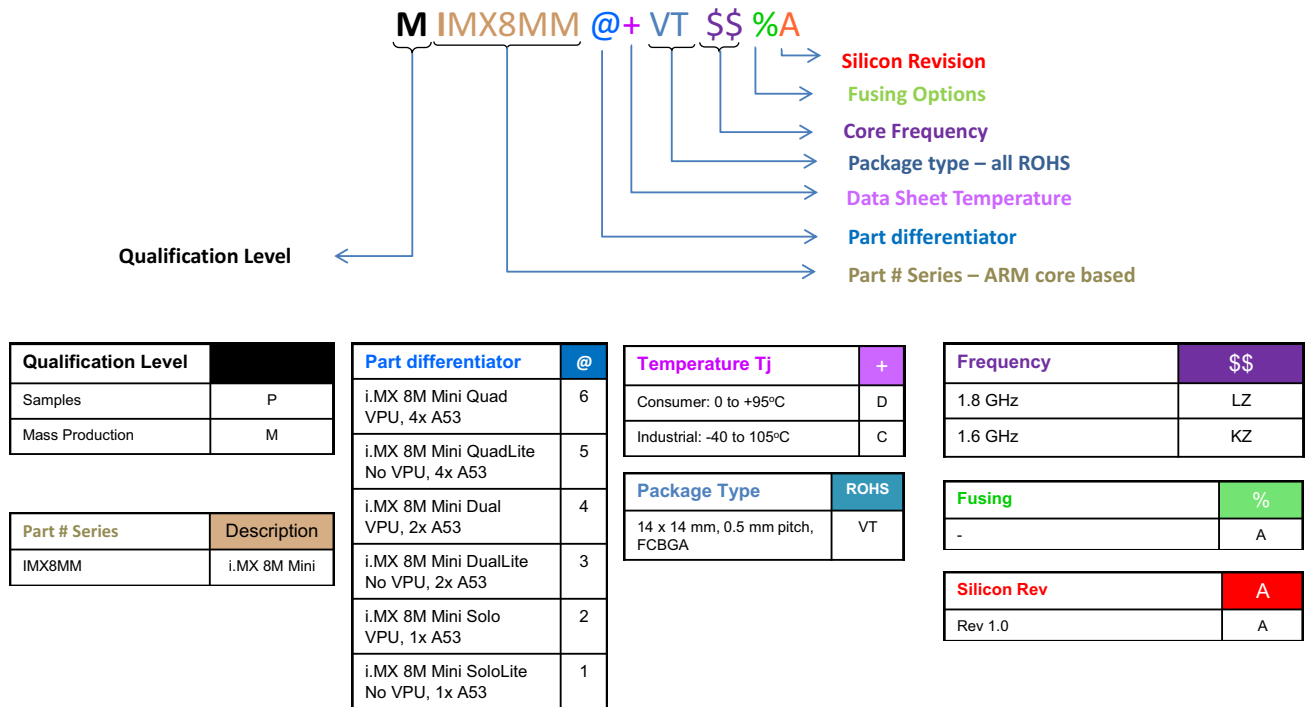 M IMX8MM @ + VT $$ % A
Silicon Revision
Fusing Options
Core Frequency
Package type – all ROHS
Data Sheet Temperature
Part differentiator
Part # Series – ARM core based
Qualification Level
Qualification Level
Samples P
Mass Production M
Part # Series Description
IMX8MM i.MX 8M Mini
Part differentiator @
i.MX 8M Mini Quad 6
VPU, 4x A53
i.MX 8M Mini QuadLite 5
No VPU, 4x A53
i.MX 8M Mini Dual 4
VPU, 2x A53
i.MX 8M Mini DualLite 3
No VPU, 2x A53
i.MX 8M Mini Solo 2
VPU, 1x A53
i.MX 8M Mini SoloLite 1
No VPU, 1x A53
Temperature Tj +
Consumer: 0 to +95°C D
Industrial: -40 to 105°C C
Package Type ROHS
14 x 14 mm, 0.5 mm pitch, VT
FCBGA
Frequency $$
1.8 GHz LZ
1.6 GHz KZ
Fusing %
- A
Silicon Rev A
Rev 1.0 A